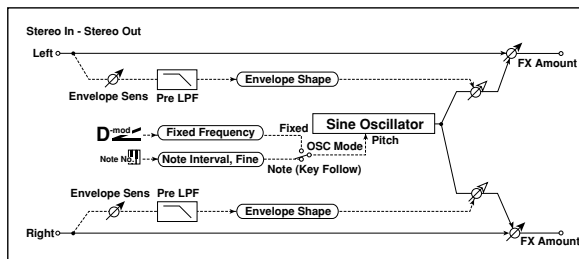 Stereo In - Stereo Out
Left
FX Amount
Envelope Sens
Pre LPF
Envelope Shape
D-mod
Fixed Frequency
Fixed
Sine Oscillator
OSC Mode
Pitch
Note No.
Note Interval, Fine
Note (Key Follow)
Envelope Sens
Pre LPF
Envelope Shape
Right
FX Amount